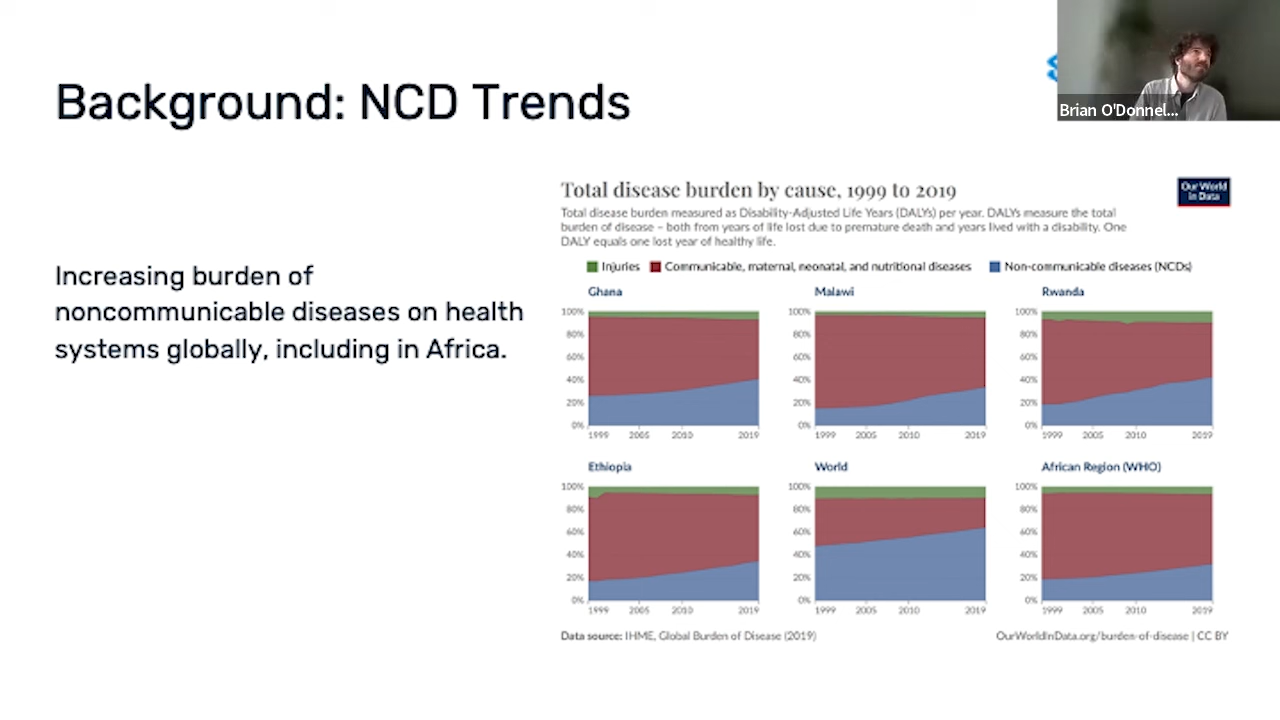 Background: NCD Trends
Brian O'Donnel...
Increasing burden of
noncommunicable diseases on health
systems globally, including in Africa.
Total disease burden by cause, 1999 to 2019
Our World
in Data
Total disease burden measured as Disability-Adjusted Life Years (DALYs) per year. DALYs measure the total
burden of disease – both from years of life lost due to premature death and years lived with a disability. One
DALY equals one lost year of healthy life.
Injuries Communicable, maternal, neonatal, and nutritional diseases Non-communicable diseases (NCDs)
Ghana Malawi Rwanda
100% 100% 100%
80% 80% 80%
60% 60% 60%
40% 40% 40%
20% 20% 20%
0% 0% 0%
1999 2005 2010 2019 1999 2005 2010 2019 1999 2005 2010 2019
Ethiopia World African Region (WHO)
100% 100% 100%
80% 80% 80%
60% 60% 60%
40% 40% 40%
20% 20% 20%
0% 0% 0%
1999 2005 2010 2019 1999 2005 2010 2019 1999 2005 2010 2019
Data source: IHME, Global Burden of Disease (2019) OurWorldInData.org/burden-of-disease | CC BY